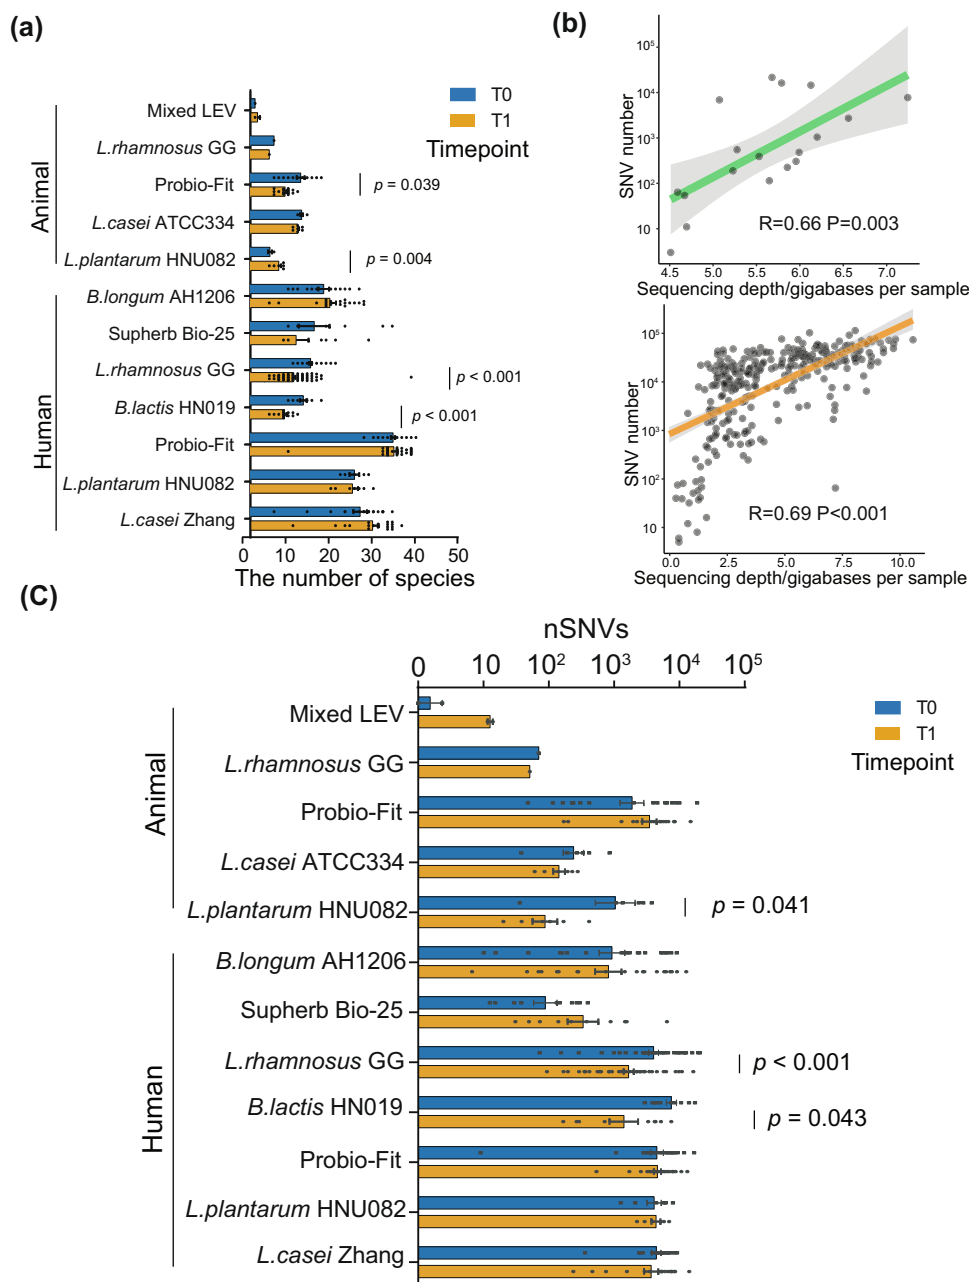 (a)
T0
T1
Timepoint
Animal
Human
Mixed LEV
L.rhamnosus GG
Probio-Fit
p = 0.039
L.casei ATCC334
L.plantarum HNU082
p = 0.004
B.longum AH1206
Supherb Bio-25
L.rhamnosus GG
p < 0.001
B.lactis HN019
p < 0.001
Probio-Fit
L.plantarum HNU082
L.casei Zhang
0 10 20 30 40 50
The number of species
(b)
SNV number
10⁵
10⁴
10³
10²
10
R=0.66 P=0.003
4.5 5.0 5.5 6.0 6.5 7.0
Sequencing depth/gigabases per sample
SNV number
10⁵
10⁴
10³
10²
10
R=0.69 P<0.001
0.0 2.5 5.0 7.5 10.0
Sequencing depth/gigabases per sample
(C)
nSNVs
0 10 10² 10³ 10⁴ 10⁵
T0
T1
Timepoint
Animal
Human
Mixed LEV
L.rhamnosus GG
Probio-Fit
L.casei ATCC334
L.plantarum HNU082
p = 0.041
B.longum AH1206
Supherb Bio-25
L.rhamnosus GG
p < 0.001
B.lactis HN019
p = 0.043
Probio-Fit
L.plantarum HNU082
L.casei Zhang